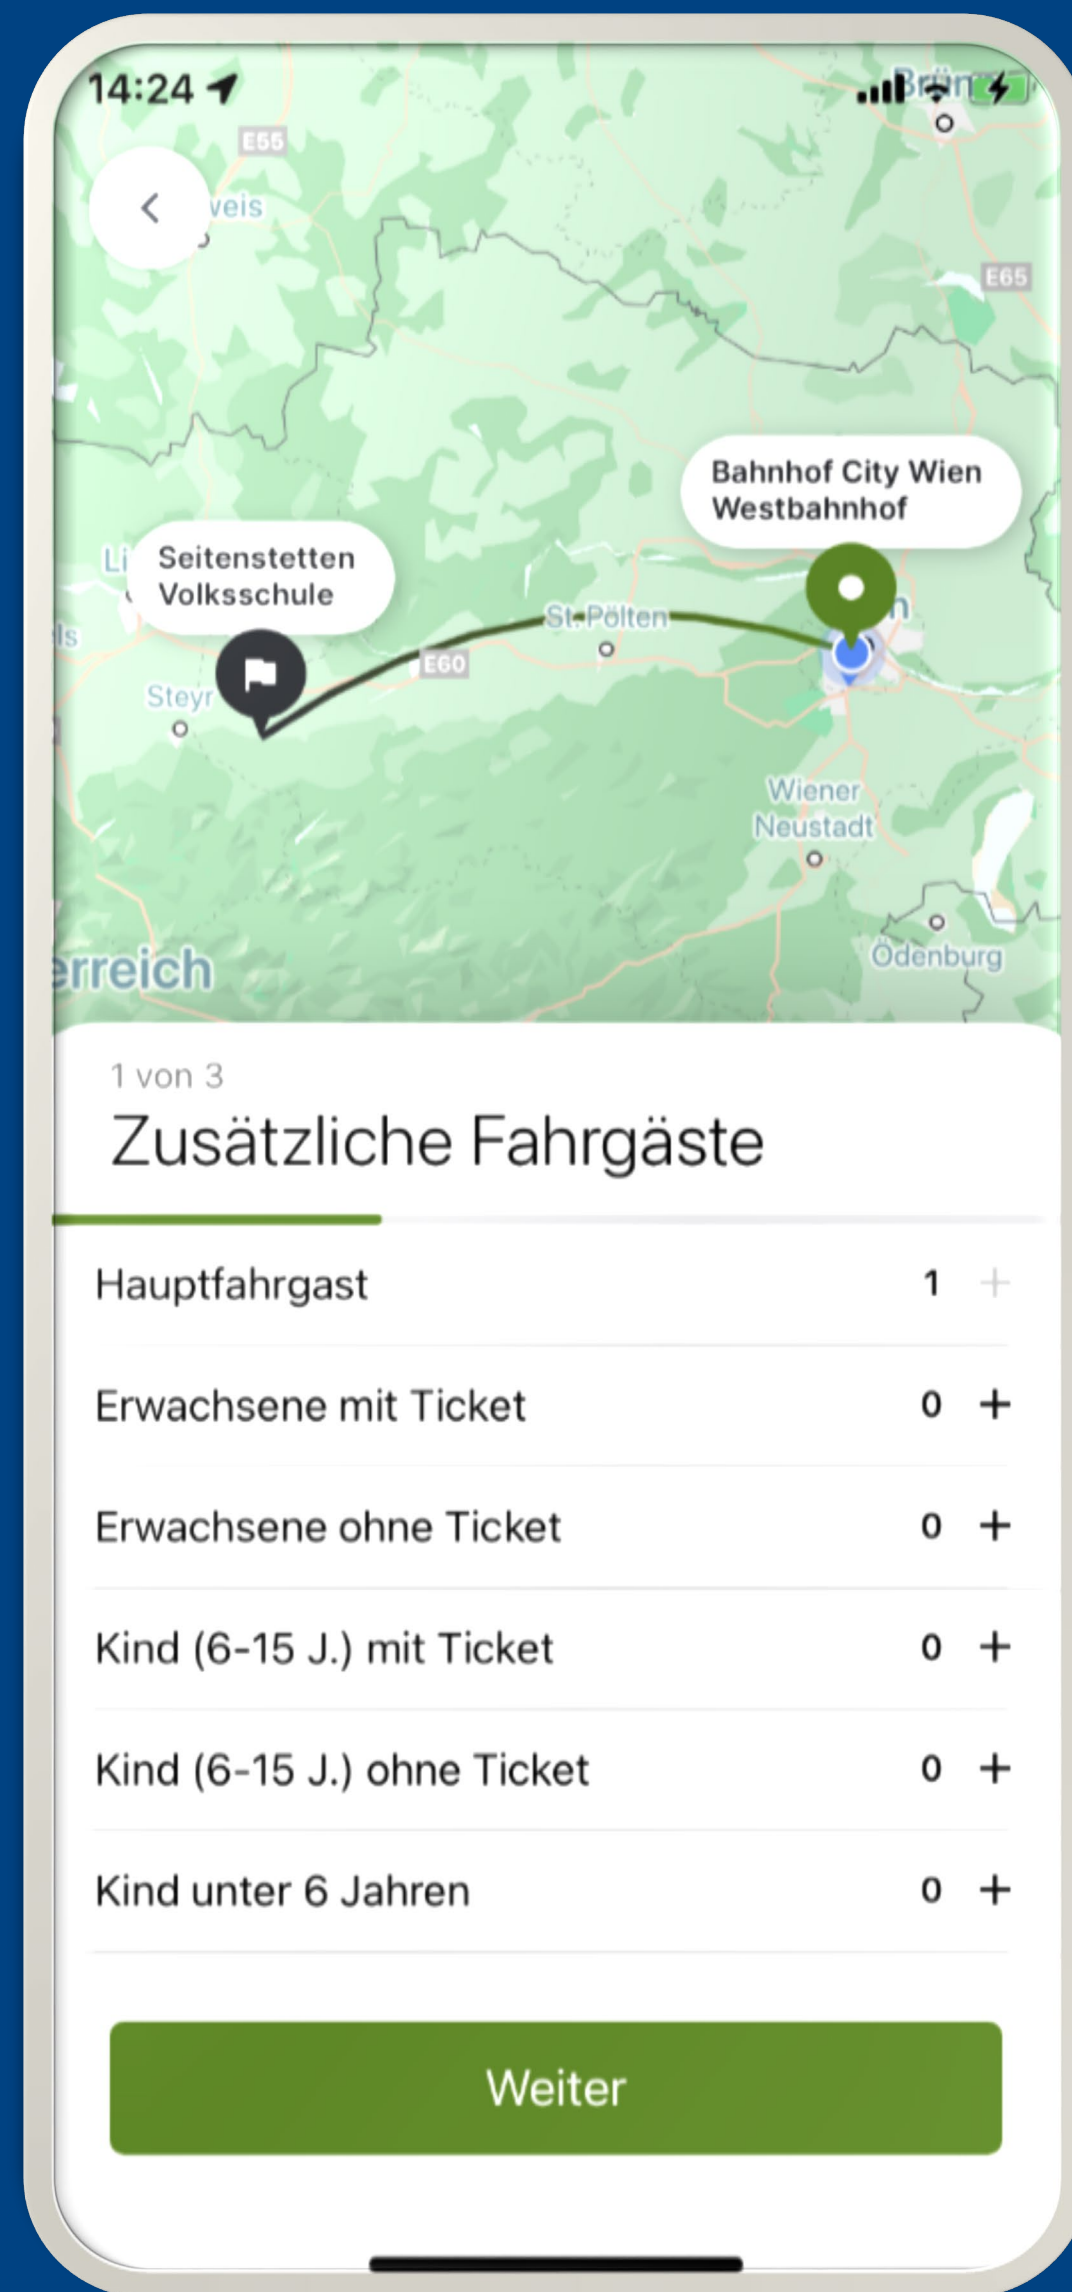 14:24
E55
E65
Bahnhof City Wien
Westbahnhof
Seitenstetten
Volksschule
St. Pölten
E60
Steyr
Wiener
Neustadt
Ödenburg
erreich
1 von 3
Zusätzliche Fahrgäste
Hauptfahrgast 1 +
Erwachsene mit Ticket 0 +
Erwachsene ohne Ticket 0 +
Kind (6-15 J.) mit Ticket 0 +
Kind (6-15 J.) ohne Ticket 0 +
Kind unter 6 Jahren 0 +
Weiter